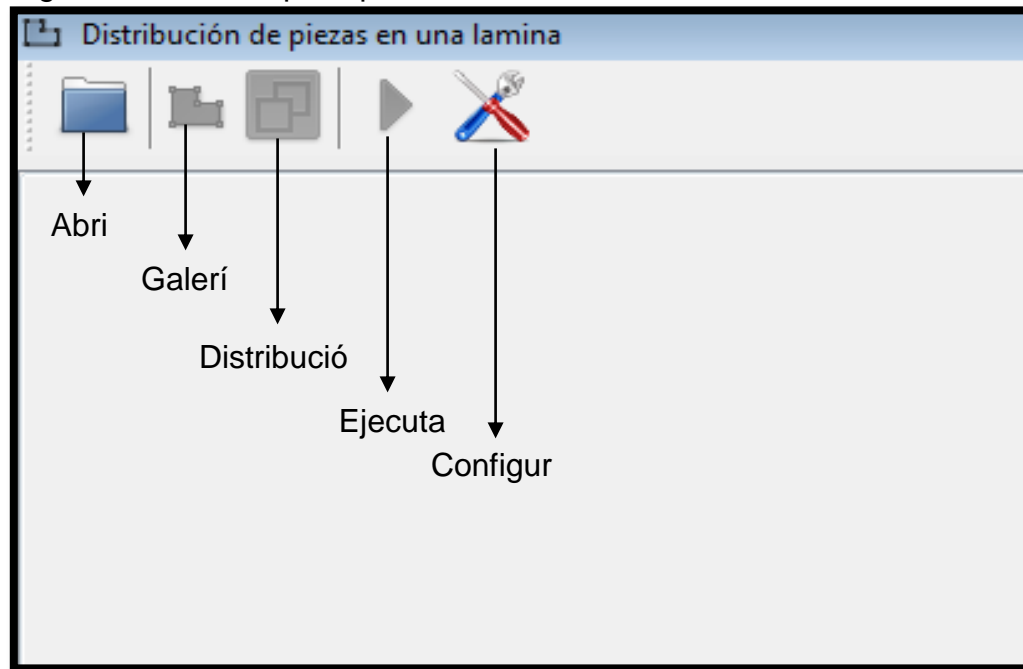 Distribución de piezas en una lamina
Abri
Galerí
Distribució
Ejecuta
Configur